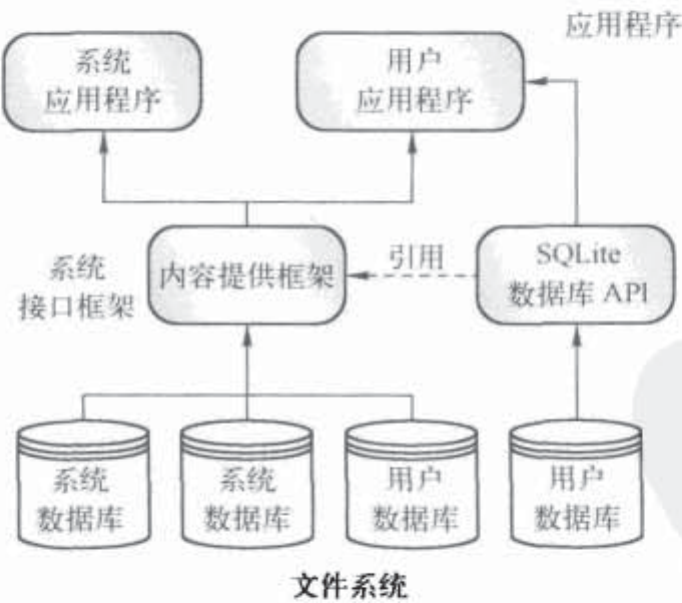 应用程序
系统
应用程序
用户
应用程序
系统
接口框架
内容提供框架
引用
SQLite
数据库 API
系统
数据库
系统
数据库
用户
数据库
用户
数据库
文件系统